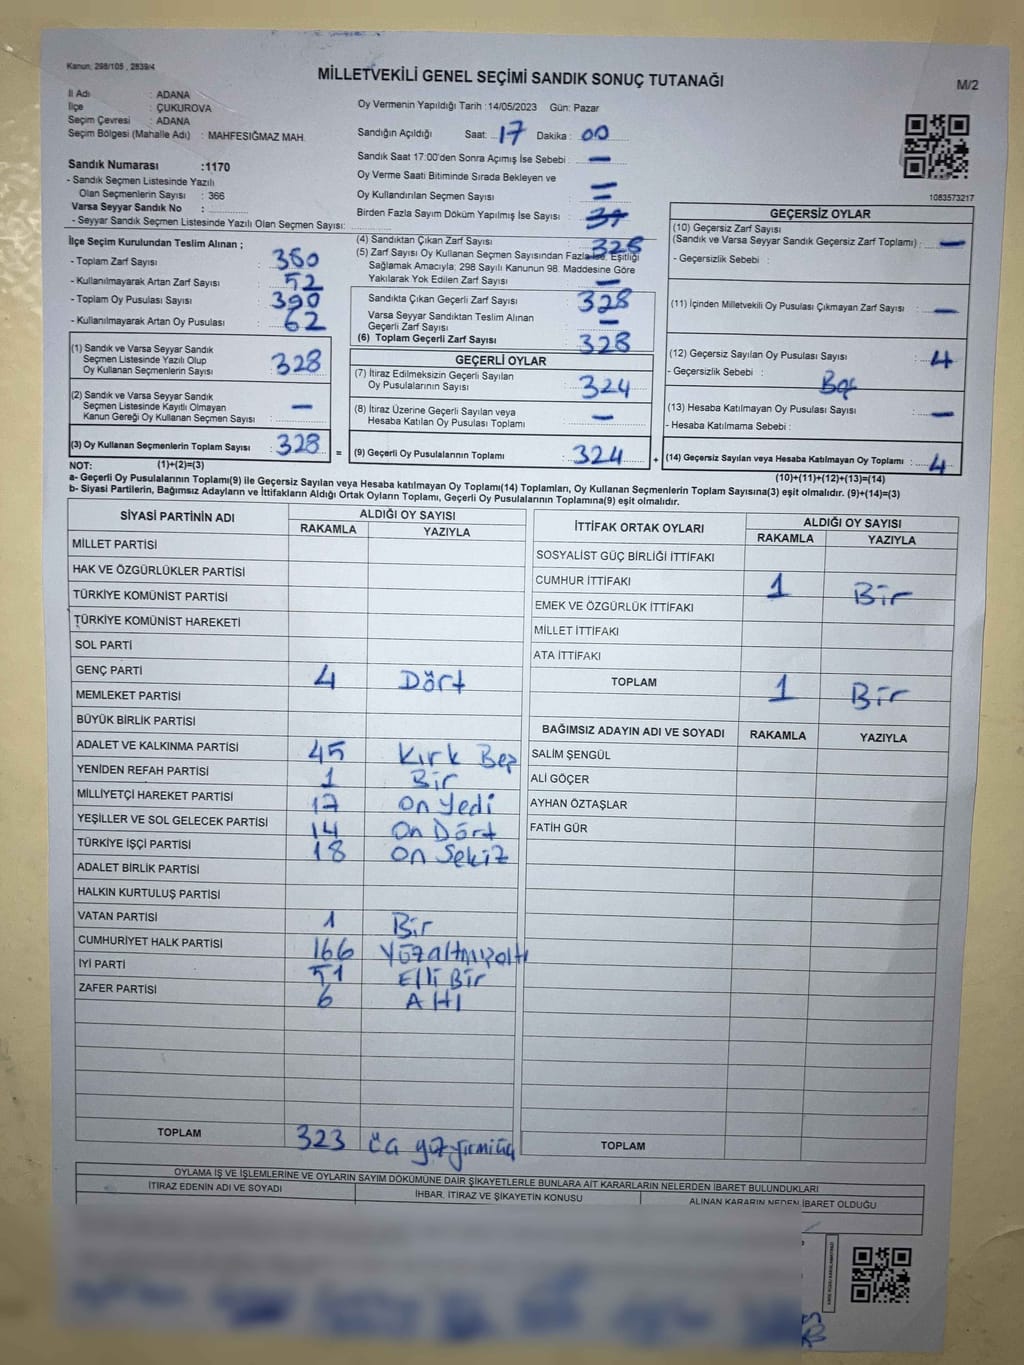 Kanun, 298/105 , 2839/4
MİLLETVEKİLİ GENEL SEÇİMİ SANDIK SONUÇ TUTANAĞI
M/2
İl Adı : ADANA
İlçe : ÇUKUROVA
Seçim Çevresi : ADANA
Seçim Bölgesi (Mahalle Adı) : MAHFESIĞMAZ MAH.
Sandık Numarası :1170
- Sandık Seçmen Listesinde Yazılı
Olan Seçmenlerin Sayısı : 366
Varsa Seyyar Sandık No :
- Seyyar Sandık Seçmen Listesinde Yazılı Olan Seçmen Sayısı:
Oy Vermenin Yapıldığı Tarih :14/05/2023 Gün: Pazar
Sandığın Açıldığı Saat: 17 Dakika : 00
Sandık Saat 17:00'den Sonra Açımış İse Sebebi : —
Oy Verme Saati Bitiminde Sırada Bekleyen ve
Oy Kullandırılan Seçmen Sayısı : =
Birden Fazla Sayım Döküm Yapılmış İse Sayısı :
1083573217
İlçe Seçim Kurulundan Teslim Alınan ;
- Toplam Zarf Sayısı : 380
- Kullanılmayarak Artan Zarf Sayısı : 52
- Toplam Oy Pusulası Sayısı : 390
- Kullanılmayarak Artan Oy Pusulası : 62
(1) Sandık ve Varsa Seyyar Sandık
Seçmen Listesinde Yazılı Olup
Oy Kullanan Seçmenlerin Sayısı : 328
(2) Sandık ve Varsa Seyyar Sandık
Seçmen Listesinde Kayıtlı Olmayan
Kanun Gereği Oy Kullanan Seçmen Sayısı : —
(3) Oy Kullanan Seçmenlerin Toplam Sayısı : 328
(1)+(2)=(3)
(4) Sandıktan Çıkan Zarf Sayısı : 328
(5) Zarf Sayısı Oy Kullanan Seçmen Sayısından Fazla İse, Eşitliği
Sağlamak Amacıyla; 298 Sayılı Kanunun 98. Maddesine Göre
Yakılarak Yok Edilen Zarf Sayısı : —
Sandıkta Çıkan Geçerli Zarf Sayısı : 328
Varsa Seyyar Sandıktan Teslim Alınan
Geçerli Zarf Sayısı : —
(6) Toplam Geçerli Zarf Sayısı : 328
GEÇERLİ OYLAR
(7) İtiraz Edilmeksizin Geçerli Sayılan
Oy Pusulalarının Sayısı : 324
(8) İtiraz Üzerine Geçerli Sayılan veya
Hesaba Katılan Oy Pusulası Toplamı : —
= (9) Geçerli Oy Pusulalarının Toplamı : 324
GEÇERSİZ OYLAR
(10) Geçersiz Zarf Sayısı
(Sandık ve Varsa Seyyar Sandık Geçersiz Zarf Toplamı) : —
- Geçersizlik Sebebi :
(11) İçinden Milletvekili Oy Pusulası Çıkmayan Zarf Sayısı : —
(12) Geçersiz Sayılan Oy Pusulası Sayısı : 4
- Geçersizlik Sebebi : Boş
(13) Hesaba Katılmayan Oy Pusulası Sayısı : —
- Hesaba Katılmama Sebebi :
+ (14) Geçersiz Sayılan veya Hesaba Katılmayan Oy Toplamı : 4
(10)+(11)+(12)+(13)=(14)
NOT:
a- Geçerli Oy Pusulalarının Toplamı(9) ile Geçersiz Sayılan veya Hesaba katılmayan Oy Toplamı(14) Toplamları, Oy Kullanan Seçmenlerin Toplam Sayısına(3) eşit olmalıdır. (9)+(14)=(3)
b- Siyasi Partilerin, Bağımsız Adayların ve İttifakların Aldığı Ortak Oyların Toplamı, Geçerli Oy Pusulalarının Toplamına(9) eşit olmalıdır.
SİYASİ PARTİNİN ADI ALDIĞI OY SAYISI
RAKAMLA YAZIYLA
MİLLET PARTİSİ
HAK VE ÖZGÜRLÜKLER PARTİSİ
TÜRKİYE KOMÜNİST PARTİSİ
TÜRKİYE KOMÜNİST HAREKETİ
SOL PARTİ
GENÇ PARTİ 4 Dört
MEMLEKET PARTİSİ
BÜYÜK BİRLİK PARTİSİ
ADALET VE KALKINMA PARTİSİ 45 Kırk Beş
YENİDEN REFAH PARTİSİ 1 Bir
MİLLİYETÇİ HAREKET PARTİSİ 17 On Yedi
YEŞİLLER VE SOL GELECEK PARTİSİ 14 On Dört
TÜRKİYE İŞÇİ PARTİSİ 18 On Sekiz
ADALET BİRLİK PARTİSİ
HALKIN KURTULUŞ PARTİSİ
VATAN PARTİSİ 1 Bir
CUMHURİYET HALK PARTİSİ 166 Yüzaltmışaltı
İYİ PARTİ 51 Elli Bir
ZAFER PARTİSİ 6 Altı
TOPLAM 323 üç yüzyirmiüç
İTTİFAK ORTAK OYLARI ALDIĞI OY SAYISI
RAKAMLA YAZIYLA
SOSYALİST GÜÇ BİRLİĞİ İTTİFAKI
CUMHUR İTTİFAKI 1 Bir
EMEK VE ÖZGÜRLÜK İTTİFAKI
MİLLET İTTİFAKI
ATA İTTİFAKI
TOPLAM 1 Bir
BAĞIMSIZ ADAYIN ADI VE SOYADI RAKAMLA YAZIYLA
SALİM ŞENGÜL
ALİ GÖÇER
AYHAN ÖZTAŞLAR
FATİH GÜR
TOPLAM
OYLAMA İŞ VE İŞLEMLERİNE VE OYLARIN SAYIM DÖKÜMÜNE DAİR ŞİKAYETLERLE BUNLARA AİT KARARLARIN NELERDEN İBARET BULUNDUKLARI
İTİRAZ EDENİN ADI VE SOYADI İHBAR, İTİRAZ VE ŞİKAYETİN KONUSU ALINAN KARARIN NEDEN İBARET OLDUĞU